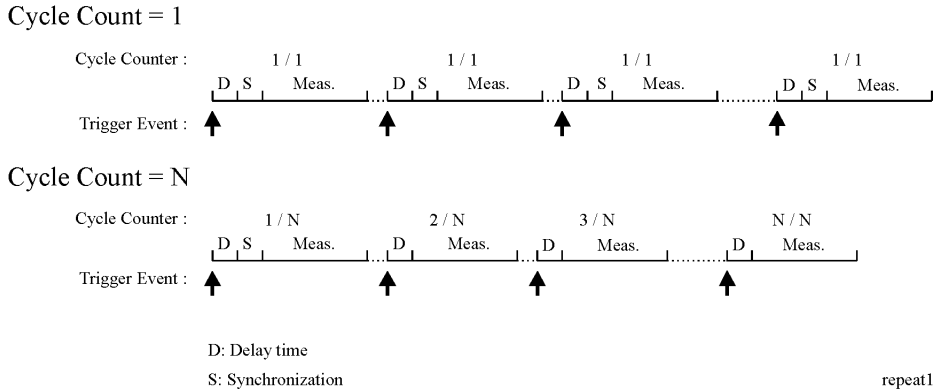 Cycle Count = 1
Cycle Counter : 1 / 1 1 / 1 1 / 1 1 / 1
D S Meas. D S Meas. D S Meas. D S Meas.
Trigger Event :
Cycle Count = N
Cycle Counter : 1 / N 2 / N 3 / N N / N
D S Meas. D Meas. D Meas. D Meas.
Trigger Event :
D: Delay time
S: Synchronization repeat1